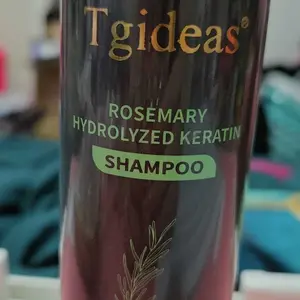 Tgideas®
ROSEMARY
HYDROLYZED KERATIN
SHAMPOO